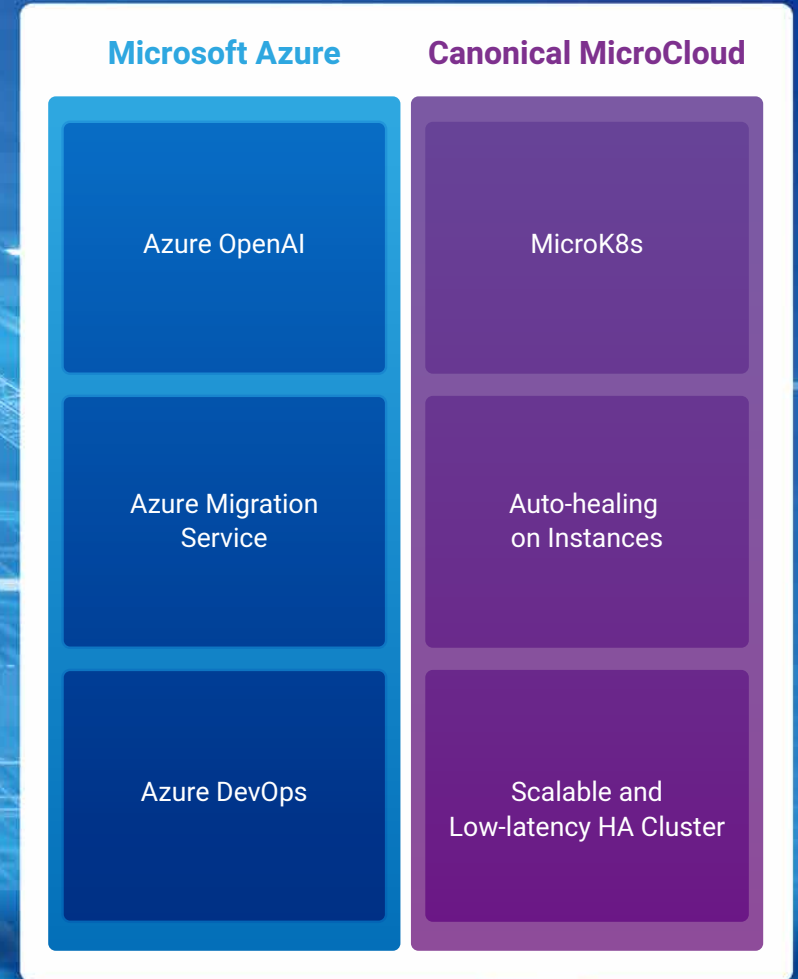 Microsoft Azure
Azure OpenAI
Azure Migration
Service
Azure DevOps
Canonical MicroCloud
MicroK8s
Auto-healing
on Instances
Scalable and
Low-latency HA Cluster